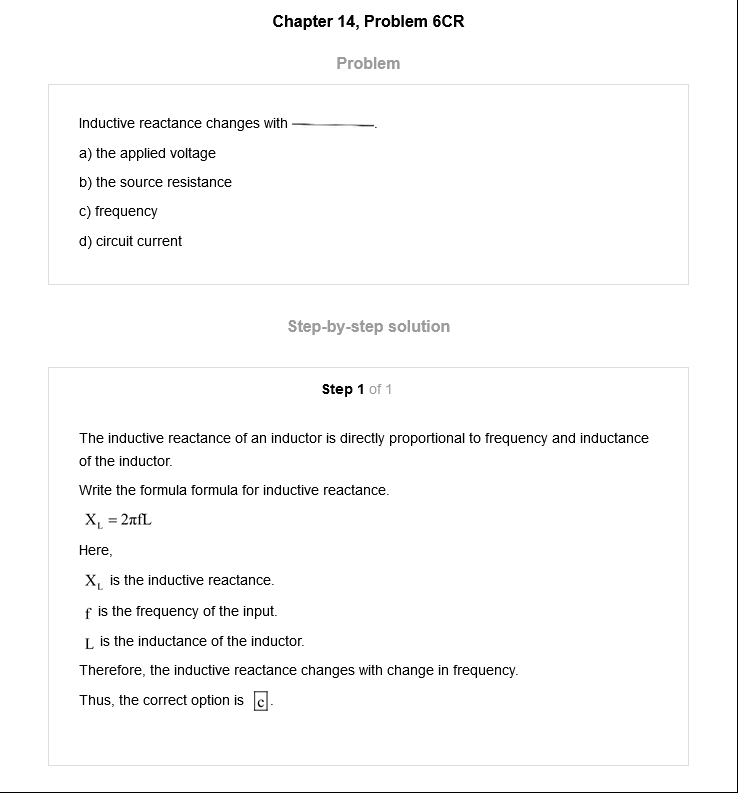 Chapter 14, Problem 6CR
Problem
Inductive reactance changes with ________.
a) the applied voltage
b) the source resistance
c) frequency
d) circuit current
Step-by-step solution
Step 1 of 1
The inductive reactance of an inductor is directly proportional to frequency and inductance
of the inductor.
Write the formula formula for inductive reactance.
X_L = 2πfL
Here,
X_L is the inductive reactance.
f is the frequency of the input.
L is the inductance of the inductor.
Therefore, the inductive reactance changes with change in frequency.
Thus, the correct option is c.